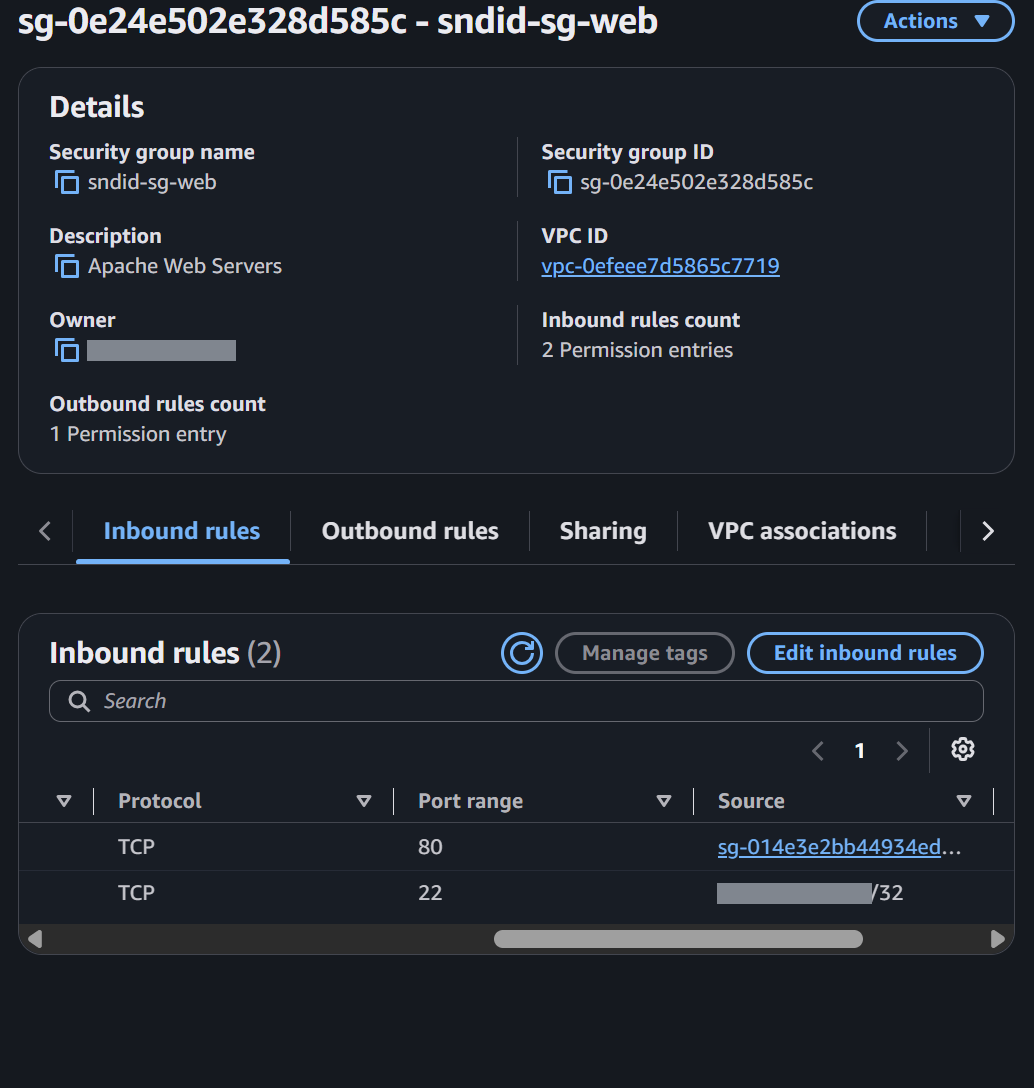 sg-0e24e502e328d585c - sndid-sg-web
Actions
Details
Security group name
sndid-sg-web
Security group ID
sg-0e24e502e328d585c
Description
Apache Web Servers
VPC ID
vpc-0efeee7d5865c7719
Owner
Inbound rules count
2 Permission entries
Outbound rules count
1 Permission entry
Inbound rules
Outbound rules
Sharing
VPC associations
Inbound rules (2)
Manage tags
Edit inbound rules
Search
1
Protocol Port range Source
TCP 80 sg-014e3e2bb44934ed...
TCP 22 /32